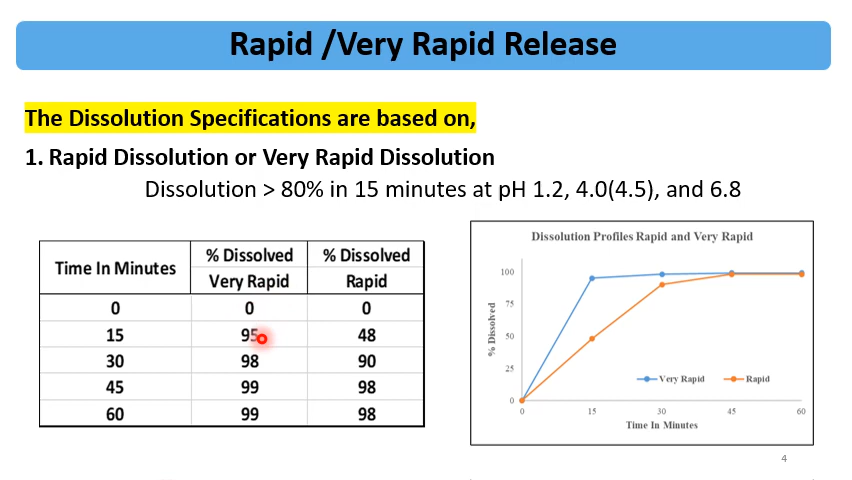 Rapid /Very Rapid Release
The Dissolution Specifications are based on,
1. Rapid Dissolution or Very Rapid Dissolution
Dissolution > 80% in 15 minutes at pH 1.2, 4.0(4.5), and 6.8
Time In Minutes % Dissolved % Dissolved
Very Rapid Rapid
0 0 0
15 95 48
30 98 90
45 99 98
60 99 98
Dissolution Profiles Rapid and Very Rapid
% Dissolved
100
75
50
25
0
Very Rapid Rapid
0 15 30 45 60
Time In Minutes
4